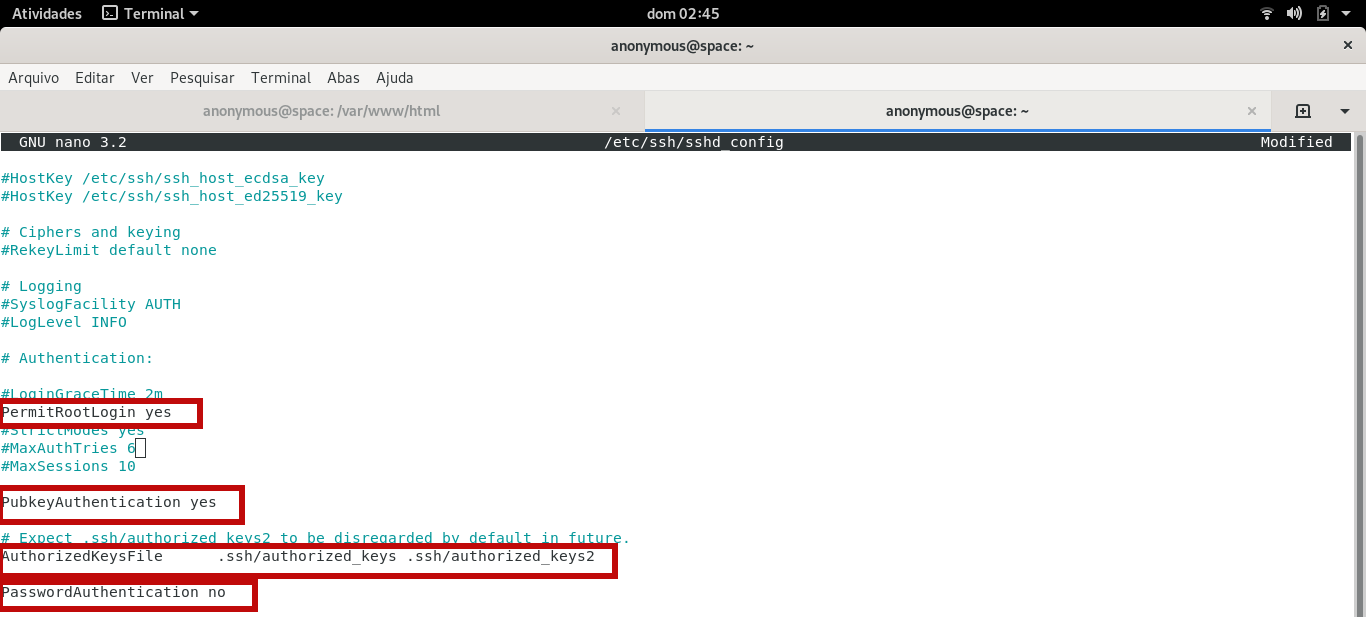 Atividades Terminal dom 02:45
anonymous@space: ~
Arquivo Editar Ver Pesquisar Terminal Abas Ajuda
anonymous@space: /var/www/html anonymous@space: ~
GNU nano 3.2 /etc/ssh/sshd_config Modified
#HostKey /etc/ssh/ssh_host_ecdsa_key
#HostKey /etc/ssh/ssh_host_ed25519_key
# Ciphers and keying
#RekeyLimit default none
# Logging
#SyslogFacility AUTH
#LogLevel INFO
# Authentication:
#LoginGraceTime 2m
PermitRootLogin yes
#StrictModes yes
#MaxAuthTries 6
#MaxSessions 10
PubkeyAuthentication yes
# Expect .ssh/authorized_keys2 to be disregarded by default in future.
AuthorizedKeysFile .ssh/authorized_keys .ssh/authorized_keys2
PasswordAuthentication no